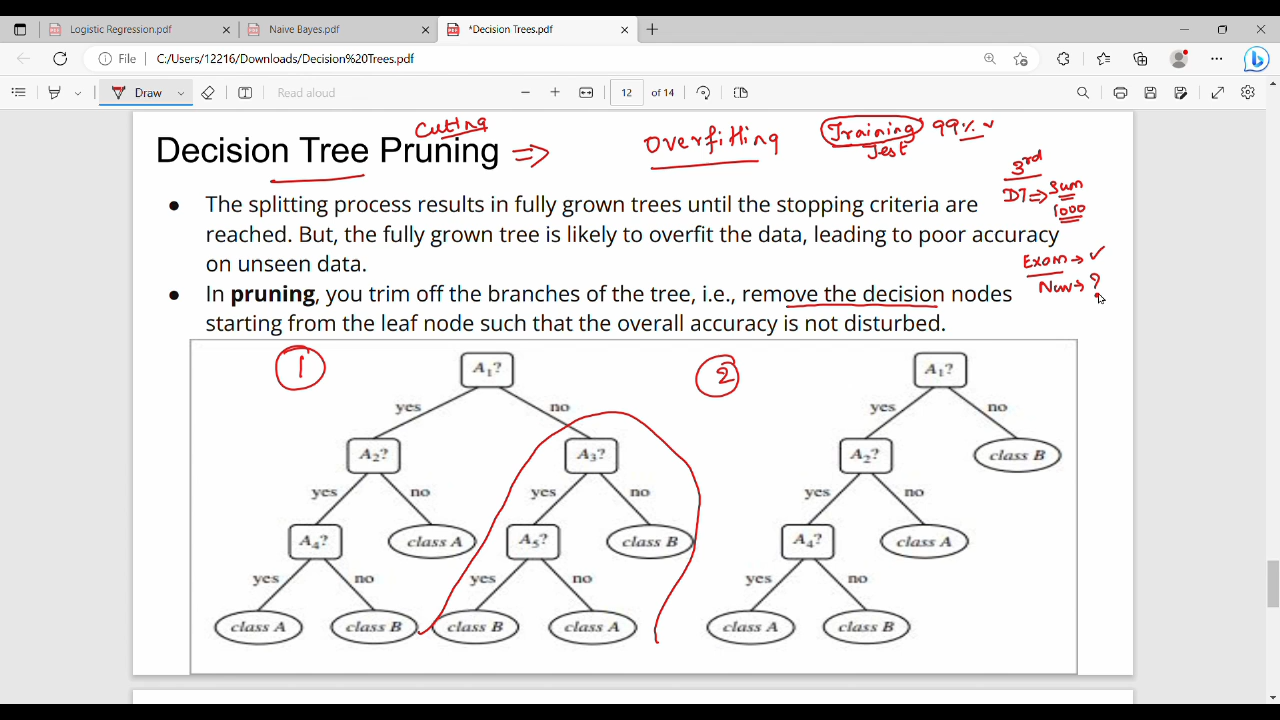 Logistic Regression.pdf
Naive Bayes.pdf
*Decision Trees.pdf
File
C:/Users/12216/Downloads/Decision%20Trees.pdf
Draw
Read aloud
12
of 14
Cutting
Decision Tree Pruning ⇒
Overfitting
Training 99% ✓
Test
3rd
DT ⇒ Sum
1000
Exam → ✓
New → ?
● The splitting process results in fully grown trees until the stopping criteria are
reached. But, the fully grown tree is likely to overfit the data, leading to poor accuracy
on unseen data.
● In pruning, you trim off the branches of the tree, i.e., remove the decision nodes
starting from the leaf node such that the overall accuracy is not disturbed.
1
A1?
yes
no
A2?
A3?
yes
no
yes
no
A4?
class A
A5?
class B
yes
no
yes
no
class A
class B
class B
class A
2
A1?
yes
no
A2?
class B
yes
no
A4?
class A
yes
no
class A
class B